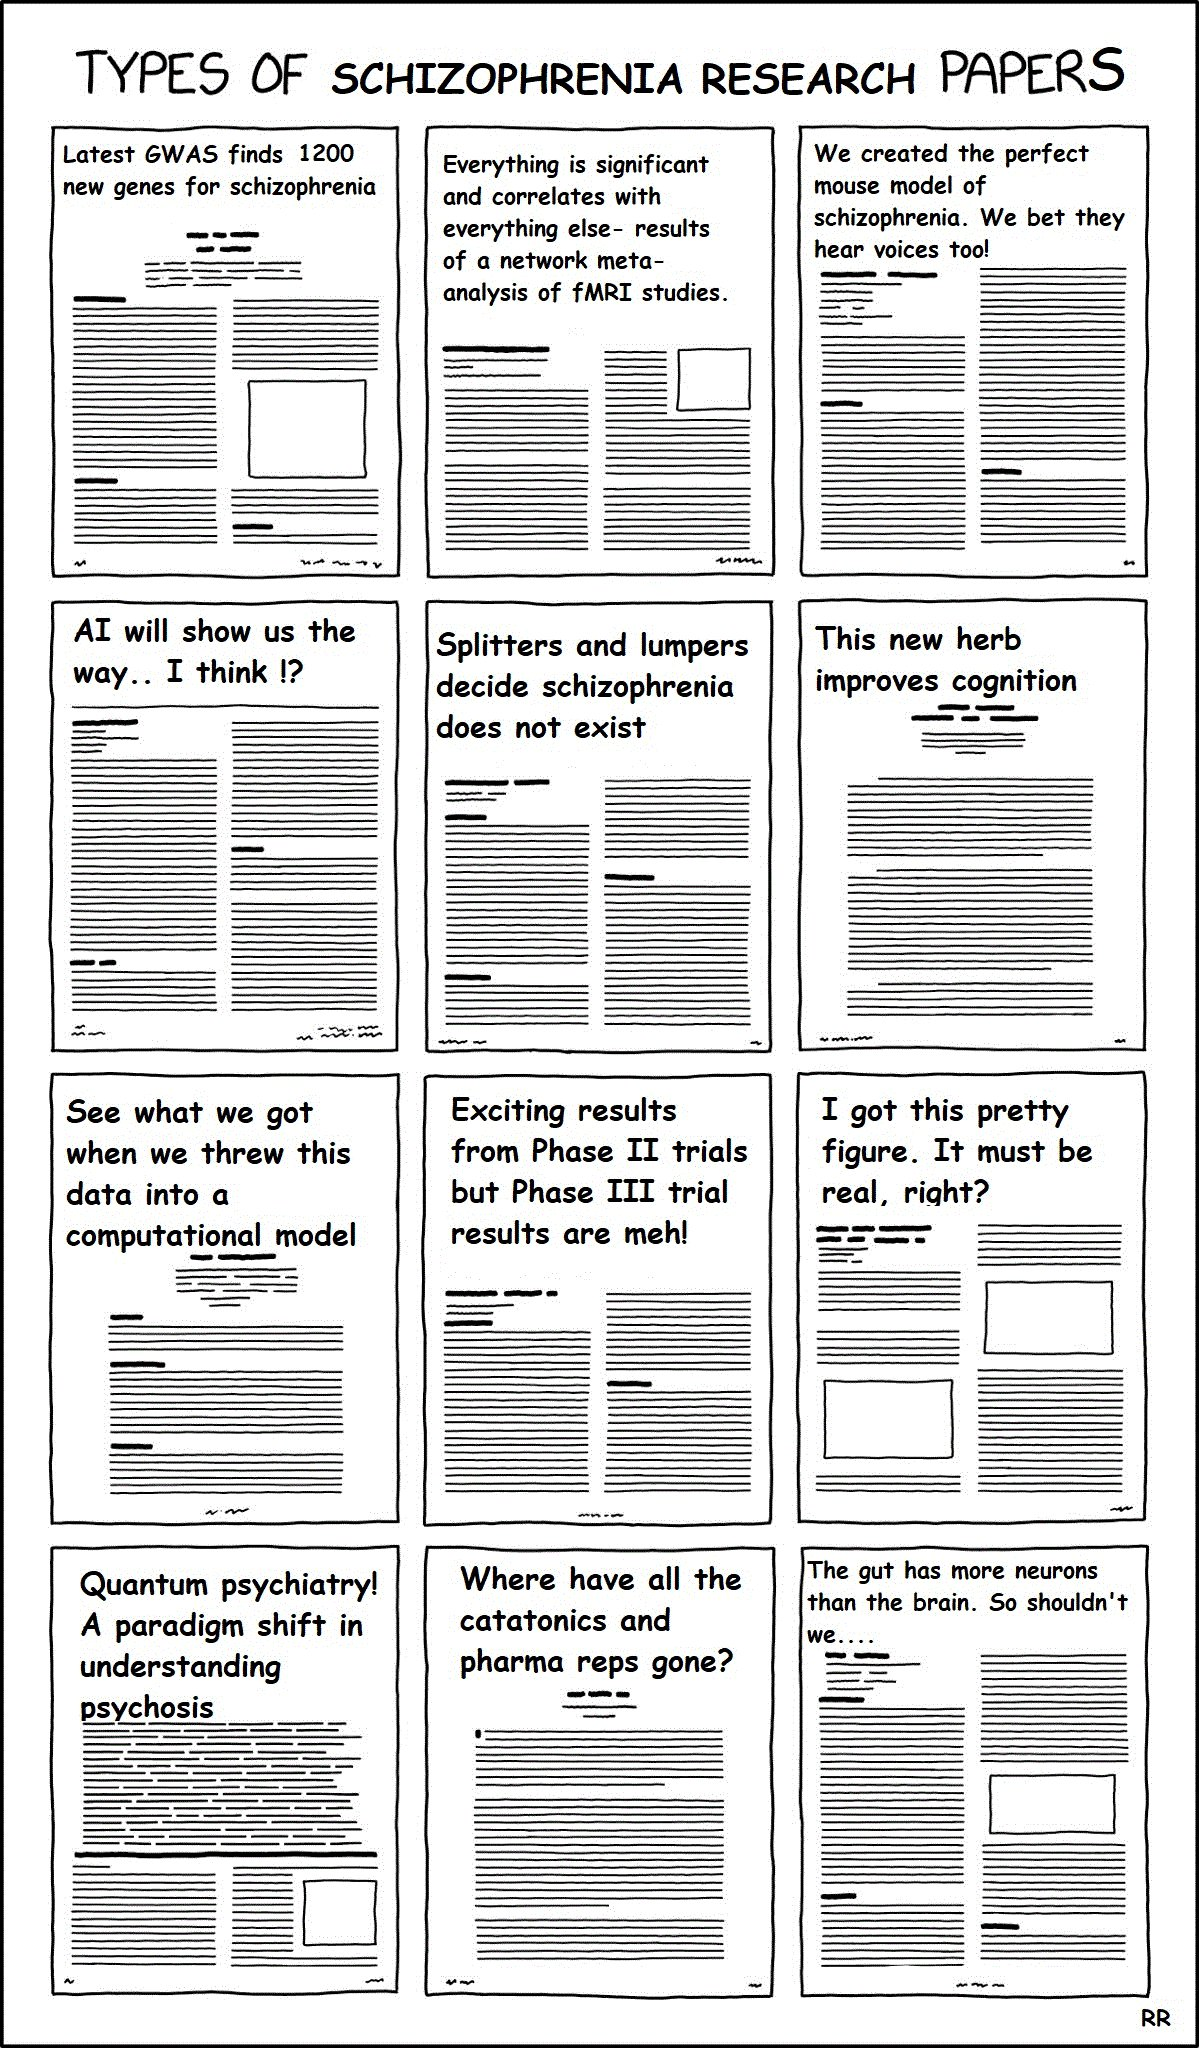 TYPES OF SCHIZOPHRENIA RESEARCH PAPERS
Latest GWAS finds 1200
new genes for schizophrenia
Everything is significant
and correlates with
everything else- results
of a network meta-
analysis of fMRI studies.
We created the perfect
mouse model of
schizophrenia. We bet they
hear voices too!
AI will show us the
way.. I think !?
Splitters and lumpers
decide schizophrenia
does not exist
This new herb
improves cognition
See what we got
when we threw this
data into a
computational model
Exciting results
from Phase II trials
but Phase III trial
results are meh!
I got this pretty
figure. It must be
real, right?
Quantum psychiatry!
A paradigm shift in
understanding
psychosis
Where have all the
catatonics and
pharma reps gone?
The gut has more neurons
than the brain. So shouldn't
we....
RR